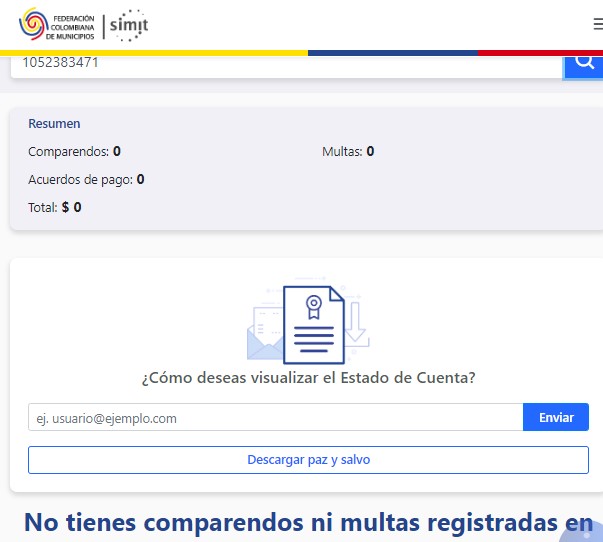 FEDERACIÓN
COLOMBIANA
DE MUNICIPIOS
simit
1052383471
Resumen
Comparendos: 0
Multas: 0
Acuerdos de pago: 0
Total: $ 0
¿Cómo deseas visualizar el Estado de Cuenta?
ej. usuario@ejemplo.com
Enviar
Descargar paz y salvo
No tienes comparendos ni multas registradas en